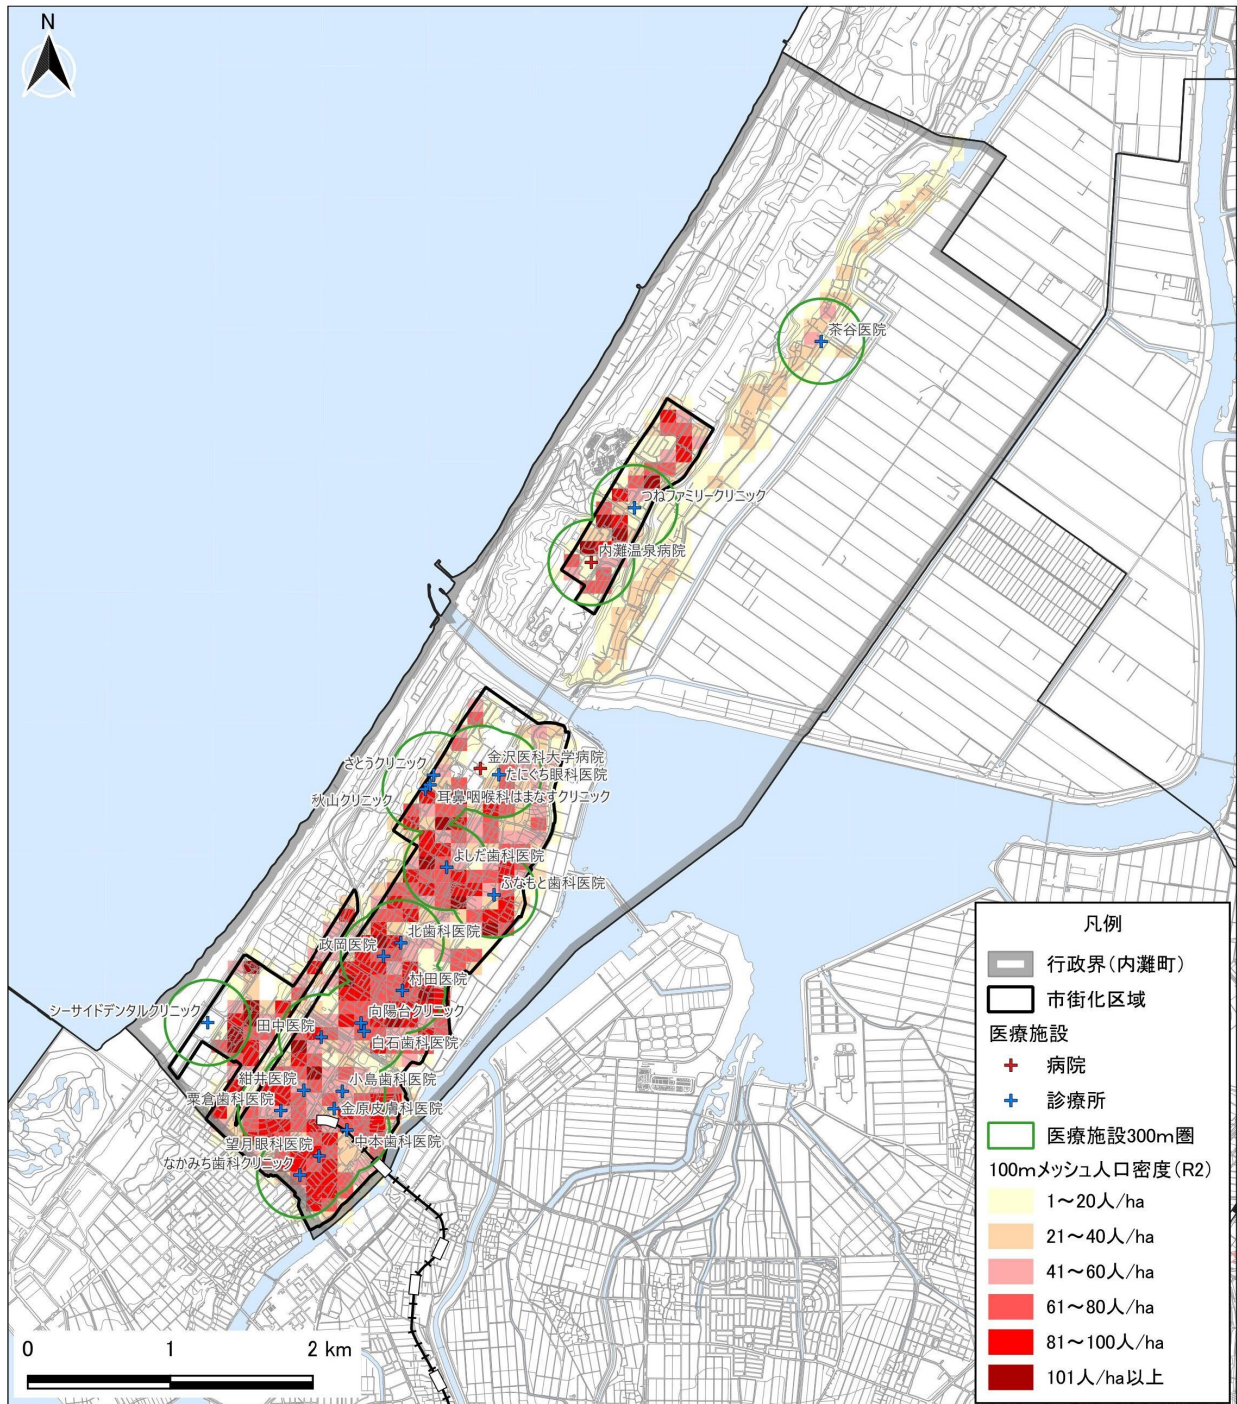 N
茶谷医院
つねファミリークリニック
内灘温泉病院
金沢医科大学病院
さとうクリニック
たにぐち眼科医院
秋山クリニック
耳鼻咽喉科はまなすクリニック
よしだ歯科医院
ふなもと歯科医院
北歯科医院
政岡医院
村田医院
シーサイドデンタルクリニック
向陽台クリニック
田中医院
白石歯科医院
紺井医院
小島歯科医院
粟倉歯科医院
金原皮膚科医院
望月眼科医院
中本歯科医院
なかみち歯科クリニック
凡例
行政界(内灘町)
市街化区域
医療施設
病院
診療所
医療施設300m圏
100mメッシュ人口密度(R2)
1~20人/ha
21~40人/ha
41~60人/ha
61~80人/ha
81~100人/ha
101人/ha以上
0 1 2 km